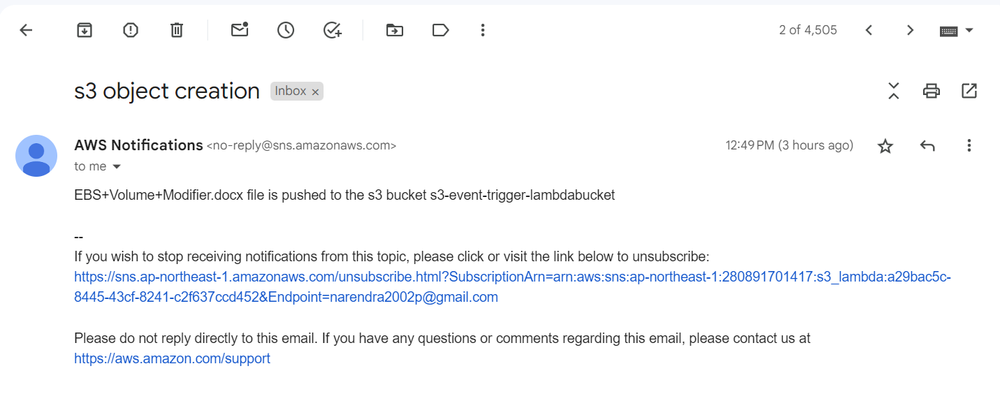 2 of 4,505
s3 object creation Inbox ×
AWS Notifications <no-reply@sns.amazonaws.com> 12:49 PM (3 hours ago)
to me
EBS+Volume+Modifier.docx file is pushed to the s3 bucket s3-event-trigger-lambdabucket
--
If you wish to stop receiving notifications from this topic, please click or visit the link below to unsubscribe:
https://sns.ap-northeast-1.amazonaws.com/unsubscribe.html?SubscriptionArn=arn:aws:sns:ap-northeast-1:280891701417:s3_lambda:a29bac5c-
8445-43cf-8241-c2f637ccd452&Endpoint=narendra2002p@gmail.com
Please do not reply directly to this email. If you have any questions or comments regarding this email, please contact us at
https://aws.amazon.com/support